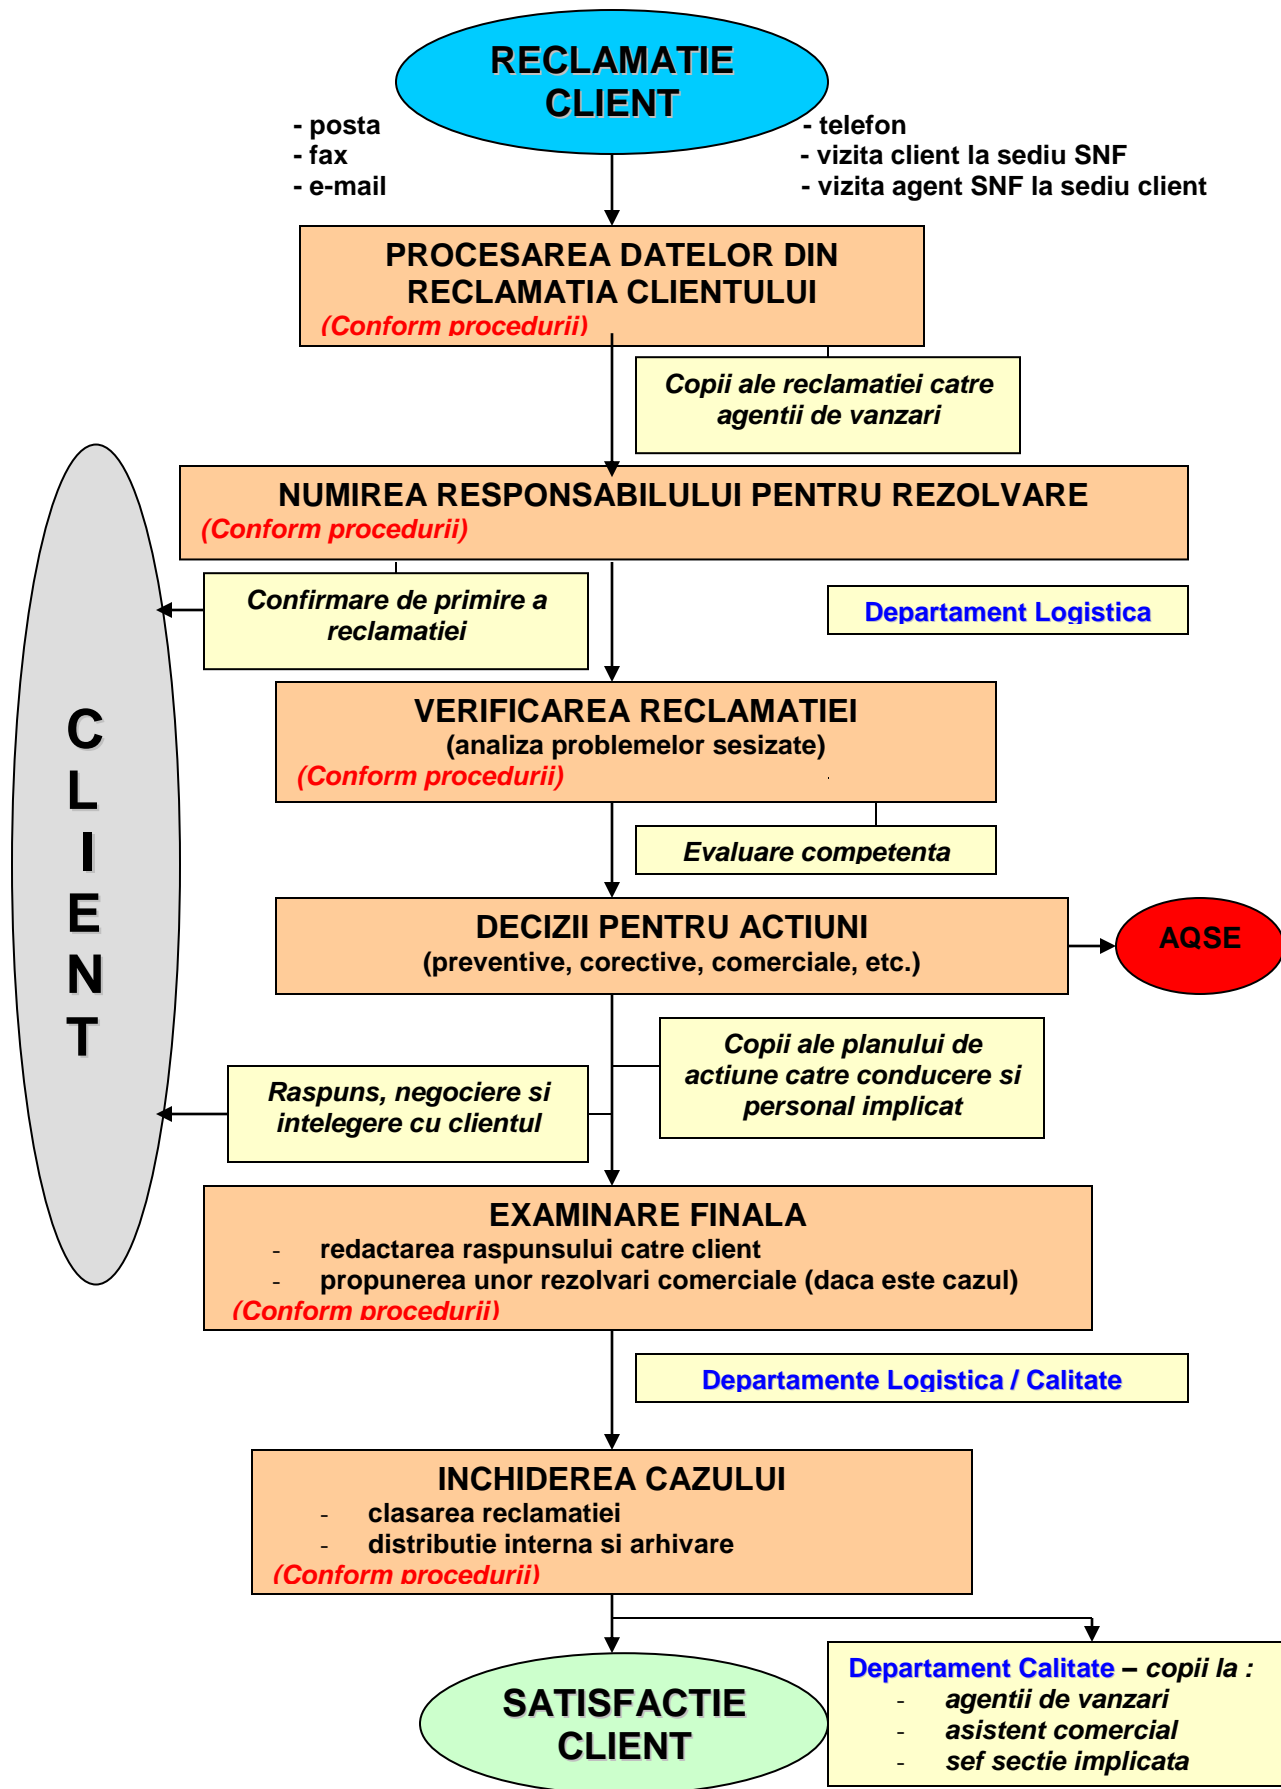 RECLAMATIE
CLIENT
- posta
- fax
- e-mail
- telefon
- vizita client la sediu SNF
- vizita agent SNF la sediu client
PROCESAREA DATELOR DIN
RECLAMATIA CLIENTULUI
(Conform procedurii)
Copii ale reclamatiei catre
agentii de vanzari
NUMIREA RESPONSABILULUI PENTRU REZOLVARE
(Conform procedurii)
Confirmare de primire a
reclamatiei
Departament Logistica
VERIFICAREA RECLAMATIEI
(analiza problemelor sesizate)
(Conform procedurii)
.
Evaluare competenta
C
L
I
E
N
T
DECIZII PENTRU ACTIUNI
(preventive, corective, comerciale, etc.)
AQSE
Copii ale planului de
actiune catre conducere si
personal implicat
Raspuns, negociere si
intelegere cu clientul
EXAMINARE FINALA
- redactarea raspunsului catre client
- propunerea unor rezolvari comerciale (daca este cazul)
(Conform procedurii)
Departamente Logistica / Calitate
INCHIDEREA CAZULUI
- clasarea reclamatiei
- distributie interna si arhivare
(Conform procedurii)
SATISFACTIE
CLIENT
Departament Calitate – copii la :
- agentii de vanzari
- asistent comercial
- sef sectie implicata